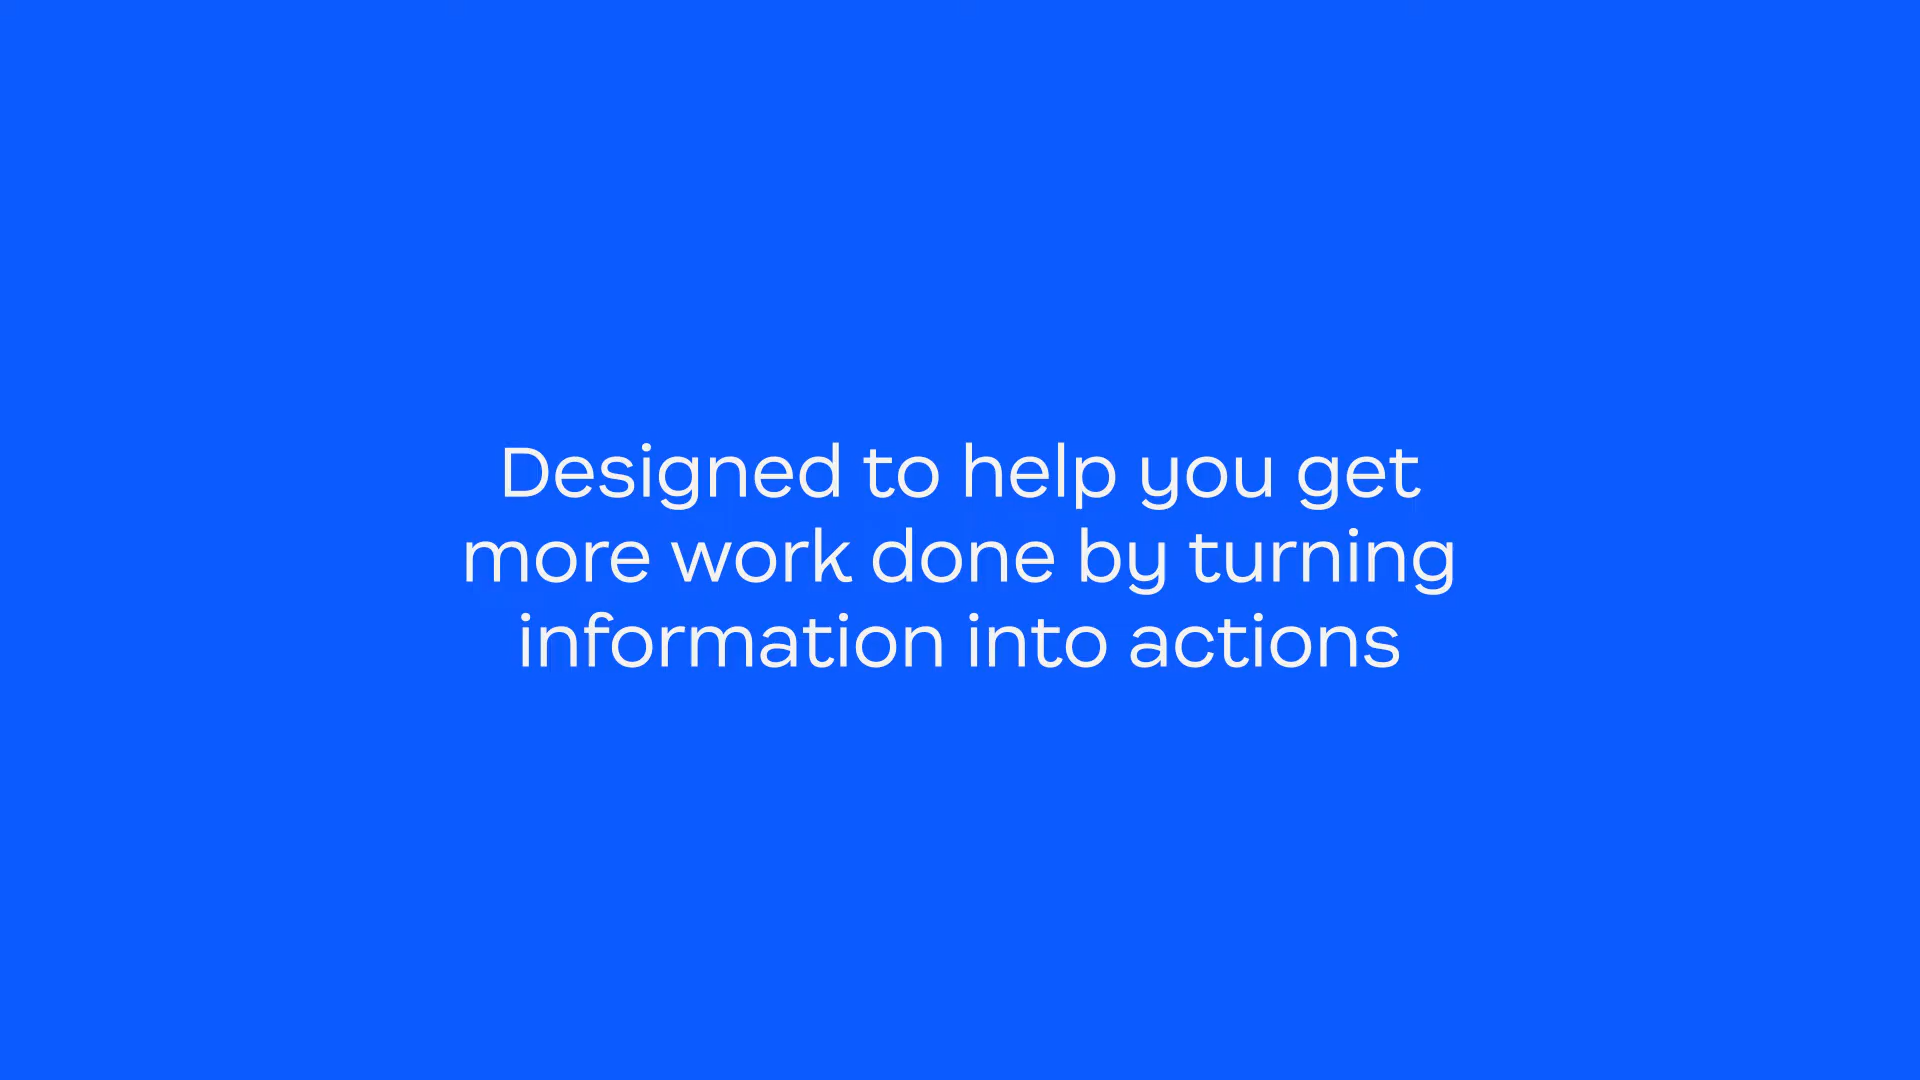 Designed to help you get
more work done by turning
information into actions